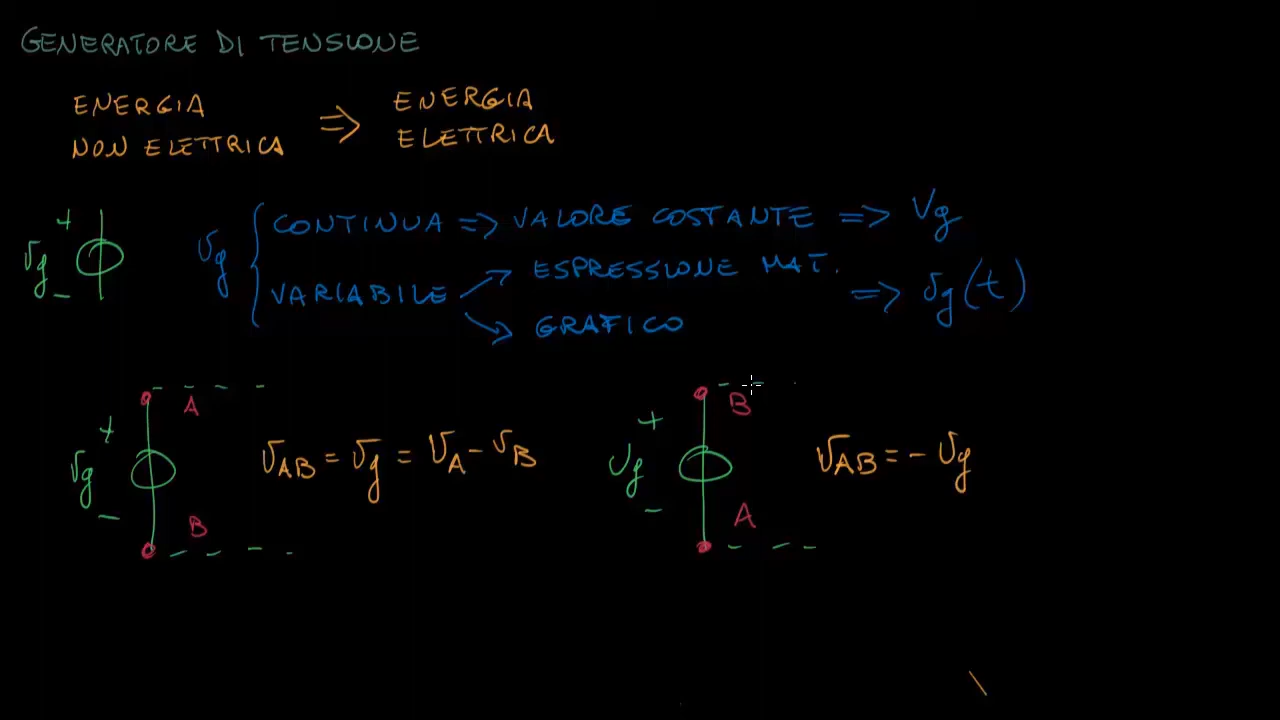 GENERATORE DI TENSIONE
ENERGIA NON ELETTRICA => ENERGIA ELETTRICA
+
vg
-
vg { CONTINUA => VALORE COSTANTE => Vg
VARIABILE
ESPRESSIONE MAT.
GRAFICO
=> vg(t)
A
+
vg
-
B
vAB = vg = vA - vB
B
+
vg
-
A
vAB = - vg